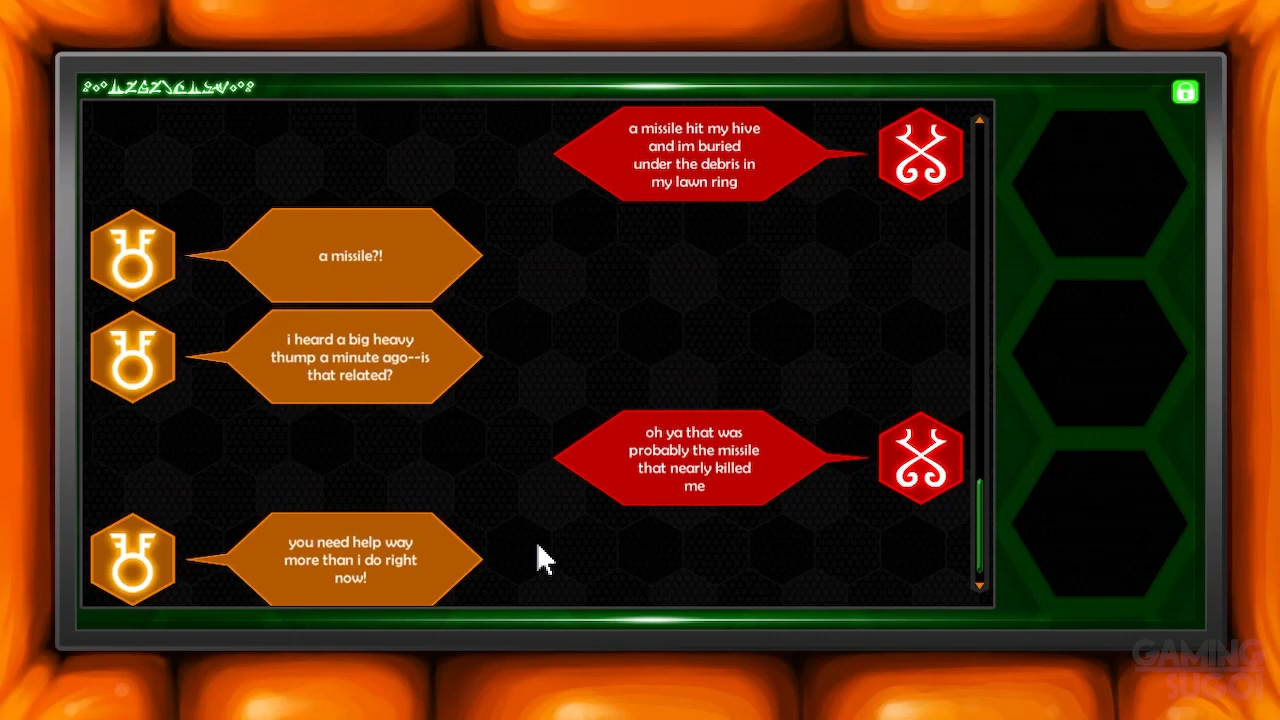 a missile hit my hive
and im buried
under the debris in
my lawn ring
a missile?!
i heard a big heavy
thump a minute ago--is
that related?
oh ya that was
probably the missile
that nearly killed
me
you need help way
more than i do right
now!
GAMING
SUGOI